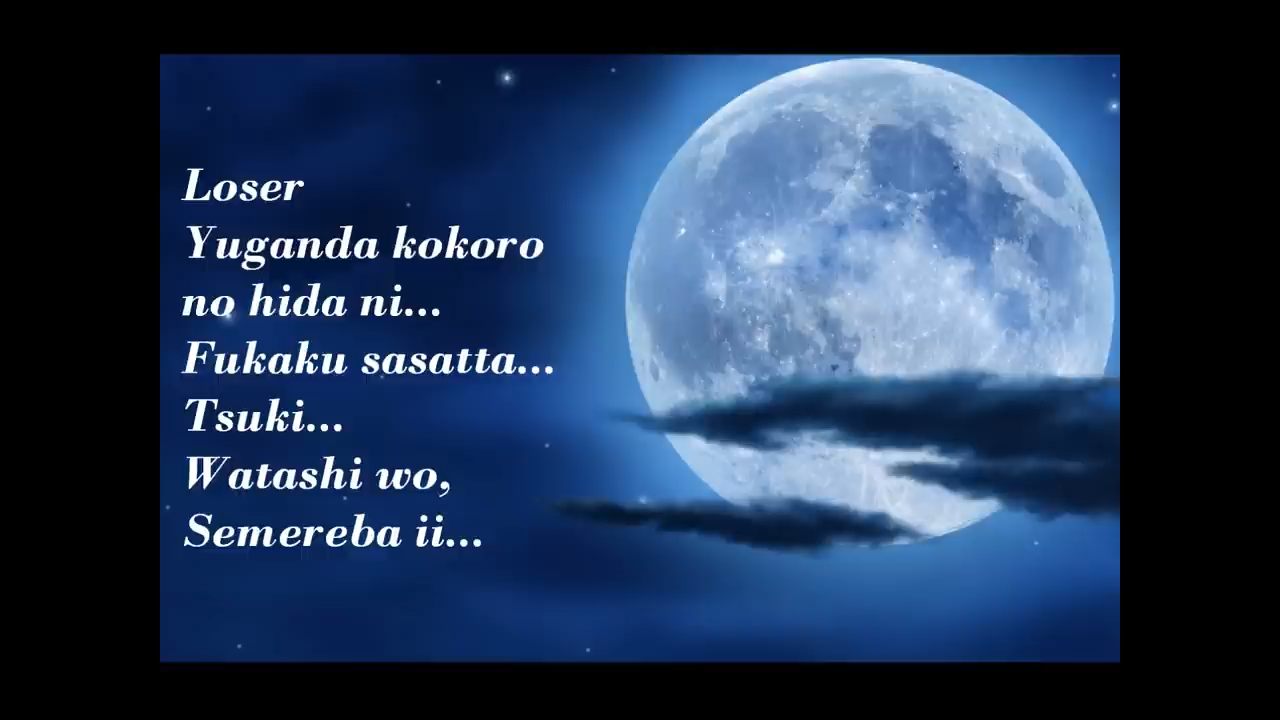 Loser
Yuganda kokoro
no hida ni...
Fukaku sasatta...
Tsuki...
Watashi wo,
Semereba ii...